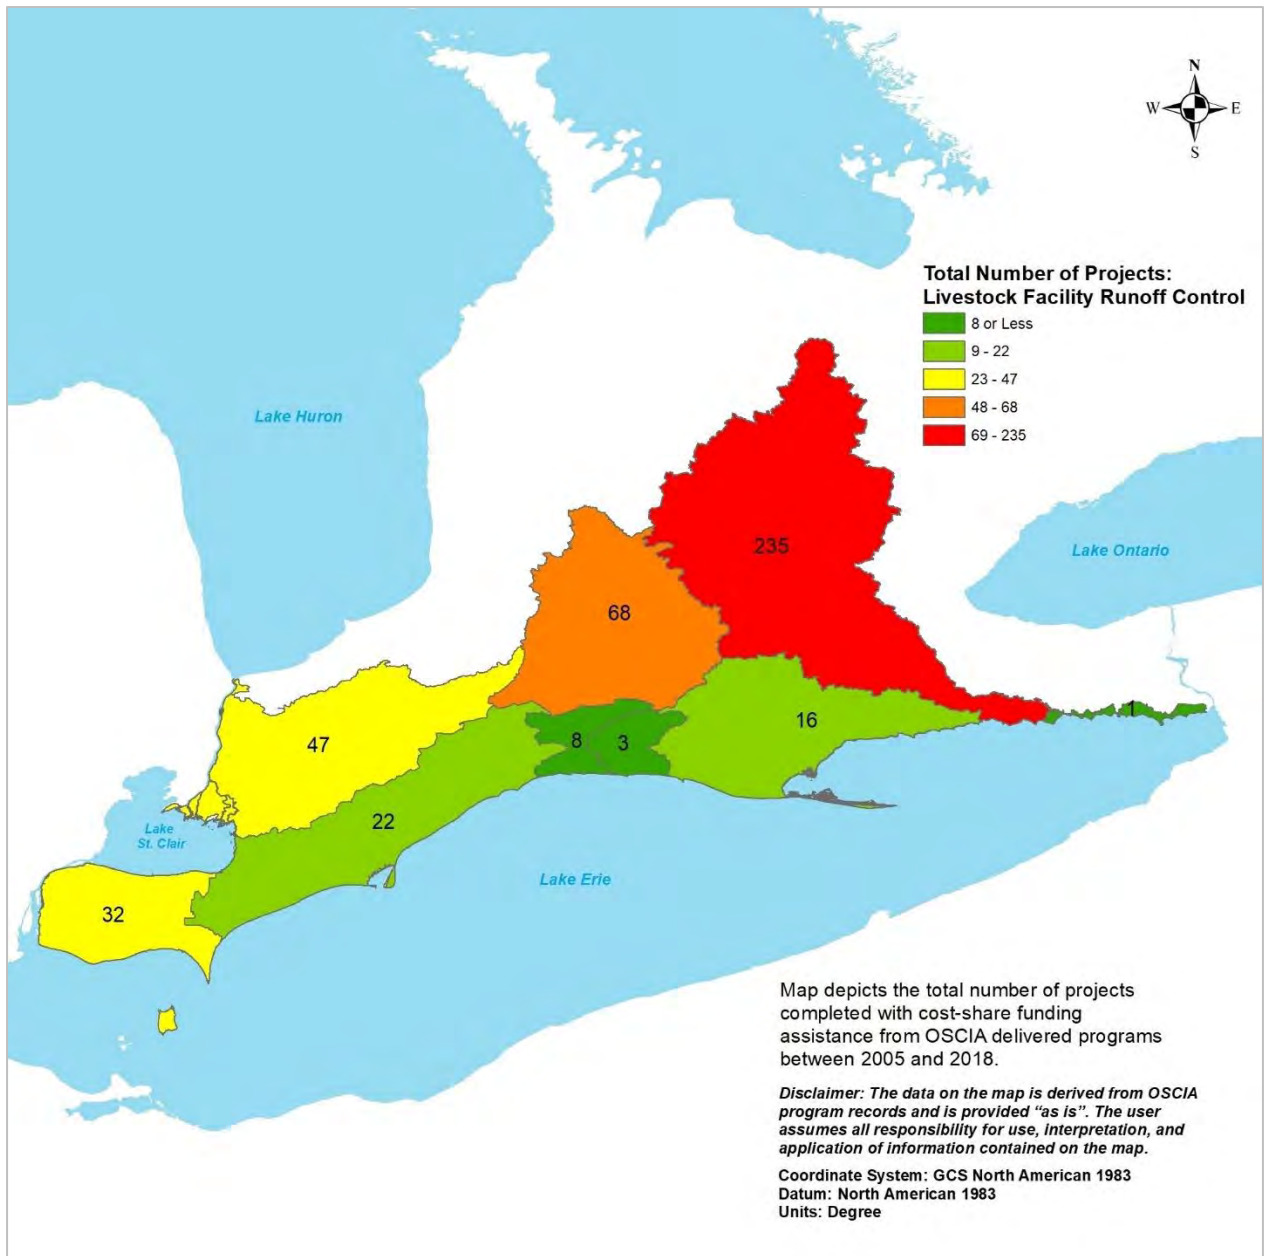 N
W E
S
Total Number of Projects:
Livestock Facility Runoff Control
8 or Less
9 - 22
23 - 47
48 - 68
69 - 235
Lake Huron
Lake Ontario
235
68
1
16
47
8
3
22
Lake
St. Clair
Lake Erie
32
Map depicts the total number of projects
completed with cost-share funding
assistance from OSCIA delivered programs
between 2005 and 2018.
Disclaimer: The data on the map is derived from OSCIA
program records and is provided “as is”. The user
assumes all responsibility for use, interpretation, and
application of information contained on the map.
Coordinate System: GCS North American 1983
Datum: North American 1983
Units: Degree